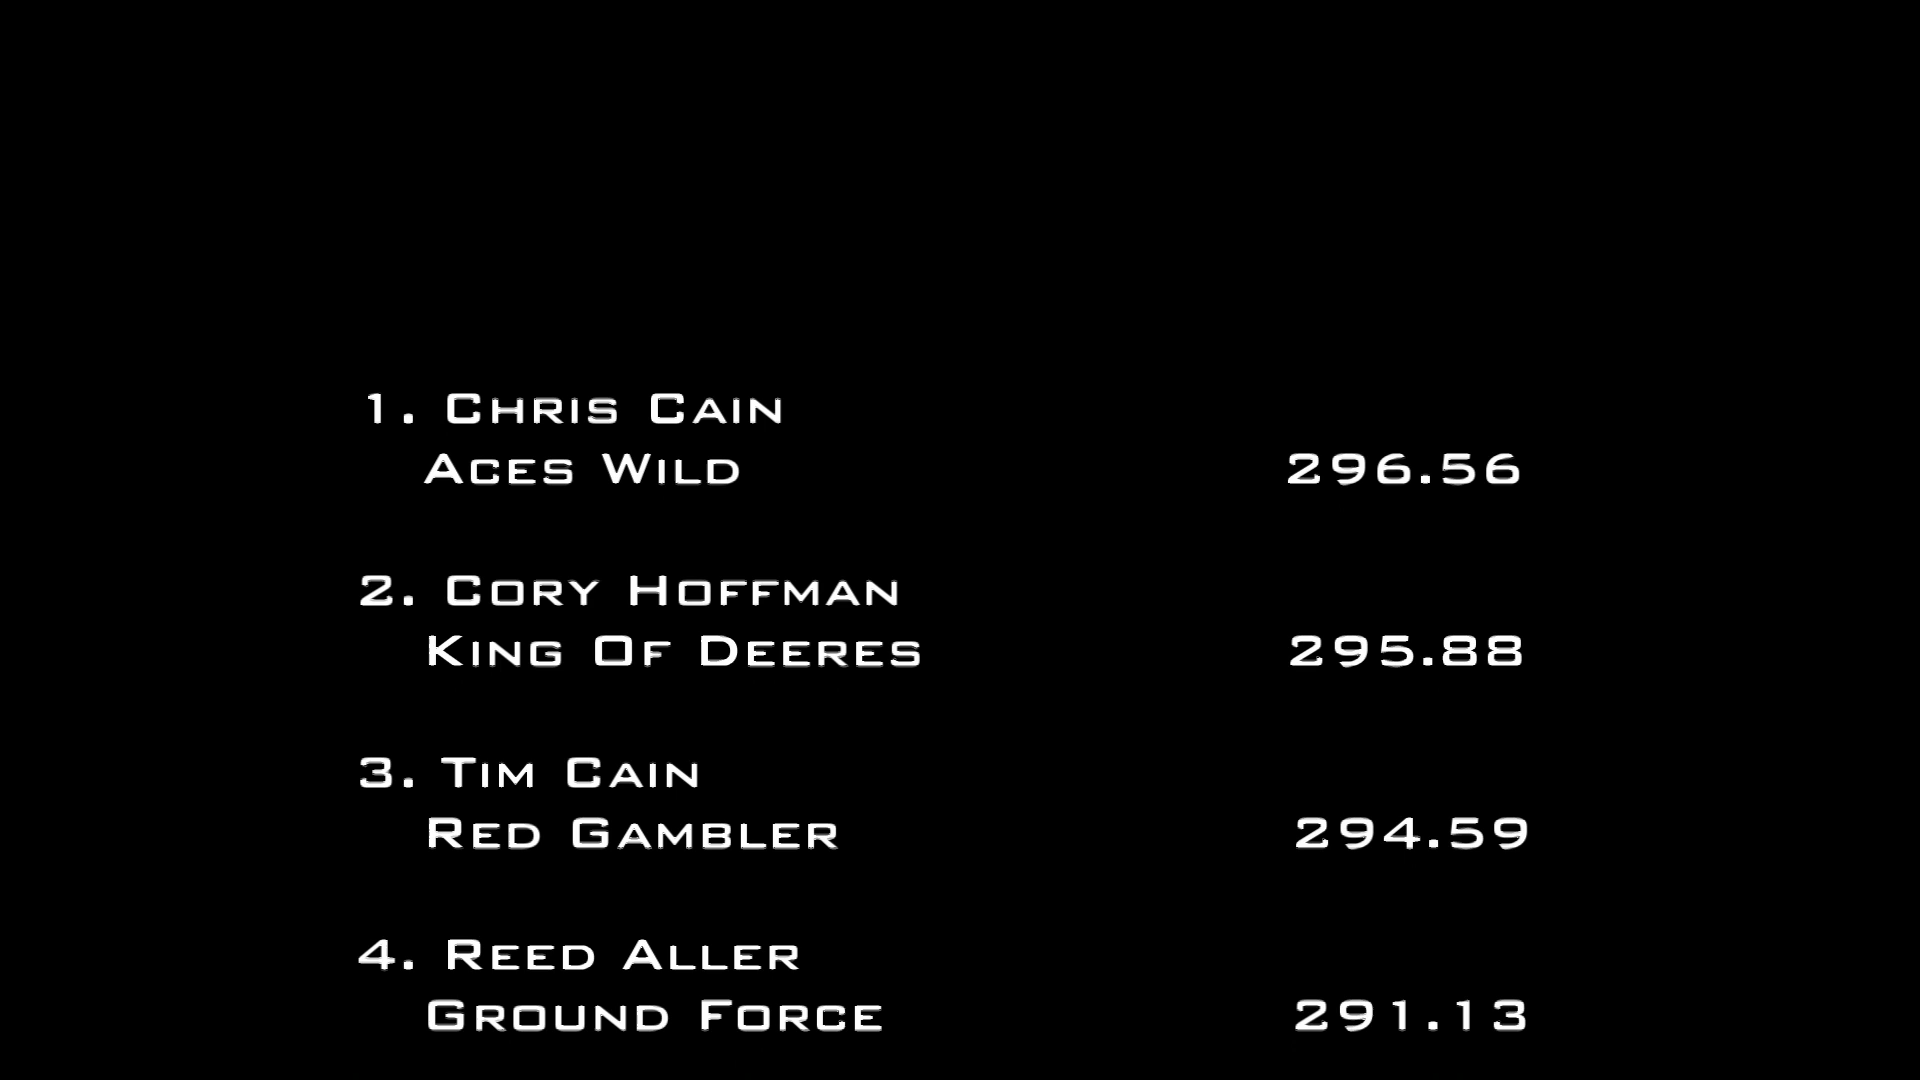 1. Chris Cain
Aces Wild 296.56
2. Cory Hoffman
King Of Deeres 295.88
3. Tim Cain
Red Gambler 294.59
4. Reed Aller
Ground Force 291.13